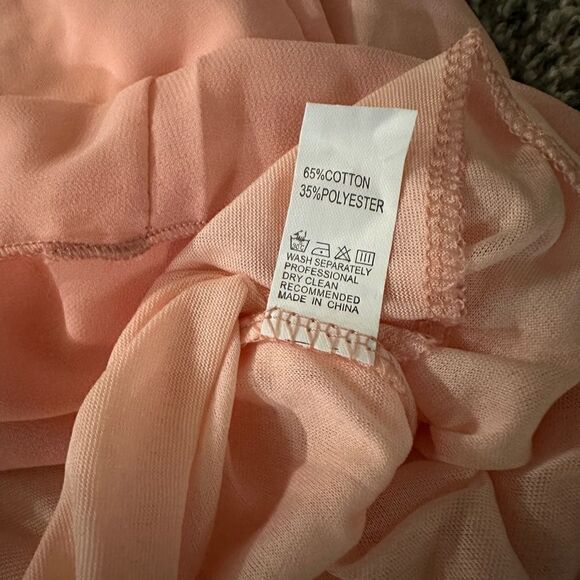 65%COTTON
35%POLYESTER
WASH SEPARATELY
PROFESSIONAL
DRY CLEAN
RECOMMENDED
MADE IN CHINA